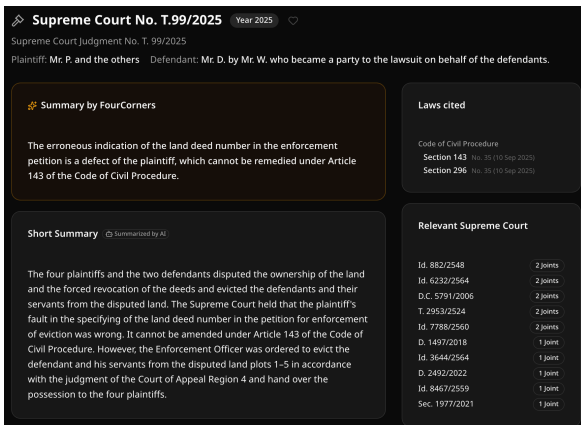 Supreme Court No. T.99/2025 Year 2025
Supreme Court Judgment No. T. 99/2025
Plaintiff: Mr. P. and the others Defendant: Mr. D. by Mr. W. who became a party to the lawsuit on behalf of the defendants.
Summary by FourCorners
The erroneous indication of the land deed number in the enforcement
petition is a defect of the plaintiff, which cannot be remedied under Article
143 of the Code of Civil Procedure.
Short Summary Summarized by AI
The four plaintiffs and the two defendants disputed the ownership of the land
and the forced revocation of the deeds and evicted the defendants and their
servants from the disputed land. The Supreme Court held that the plaintiff's
fault in the specifying of the land deed number in the petition for enforcement
of eviction was wrong. It cannot be amended under Article 143 of the Code of
Civil Procedure. However, the Enforcement Officer was ordered to evict the
defendant and his servants from the disputed land plots 1–5 in accordance
with the judgment of the Court of Appeal Region 4 and hand over the
possession to the four plaintiffs.
Laws cited
Code of Civil Procedure
Section 143 No. 35 (10 Sep 2025)
Section 296 No. 35 (10 Sep 2025)
Relevant Supreme Court
Id. 882/2548 2 Joints
Id. 6232/2564 2 Joints
D.C. 5791/2006 2 Joints
T. 2953/2524 2 Joints
Id. 7788/2560 2 Joints
D. 1497/2018 1 Joint
Id. 3644/2564 1 Joint
D. 2492/2022 1 Joint
Id. 8467/2559 1 Joint
Sec. 1977/2021 1 Joint